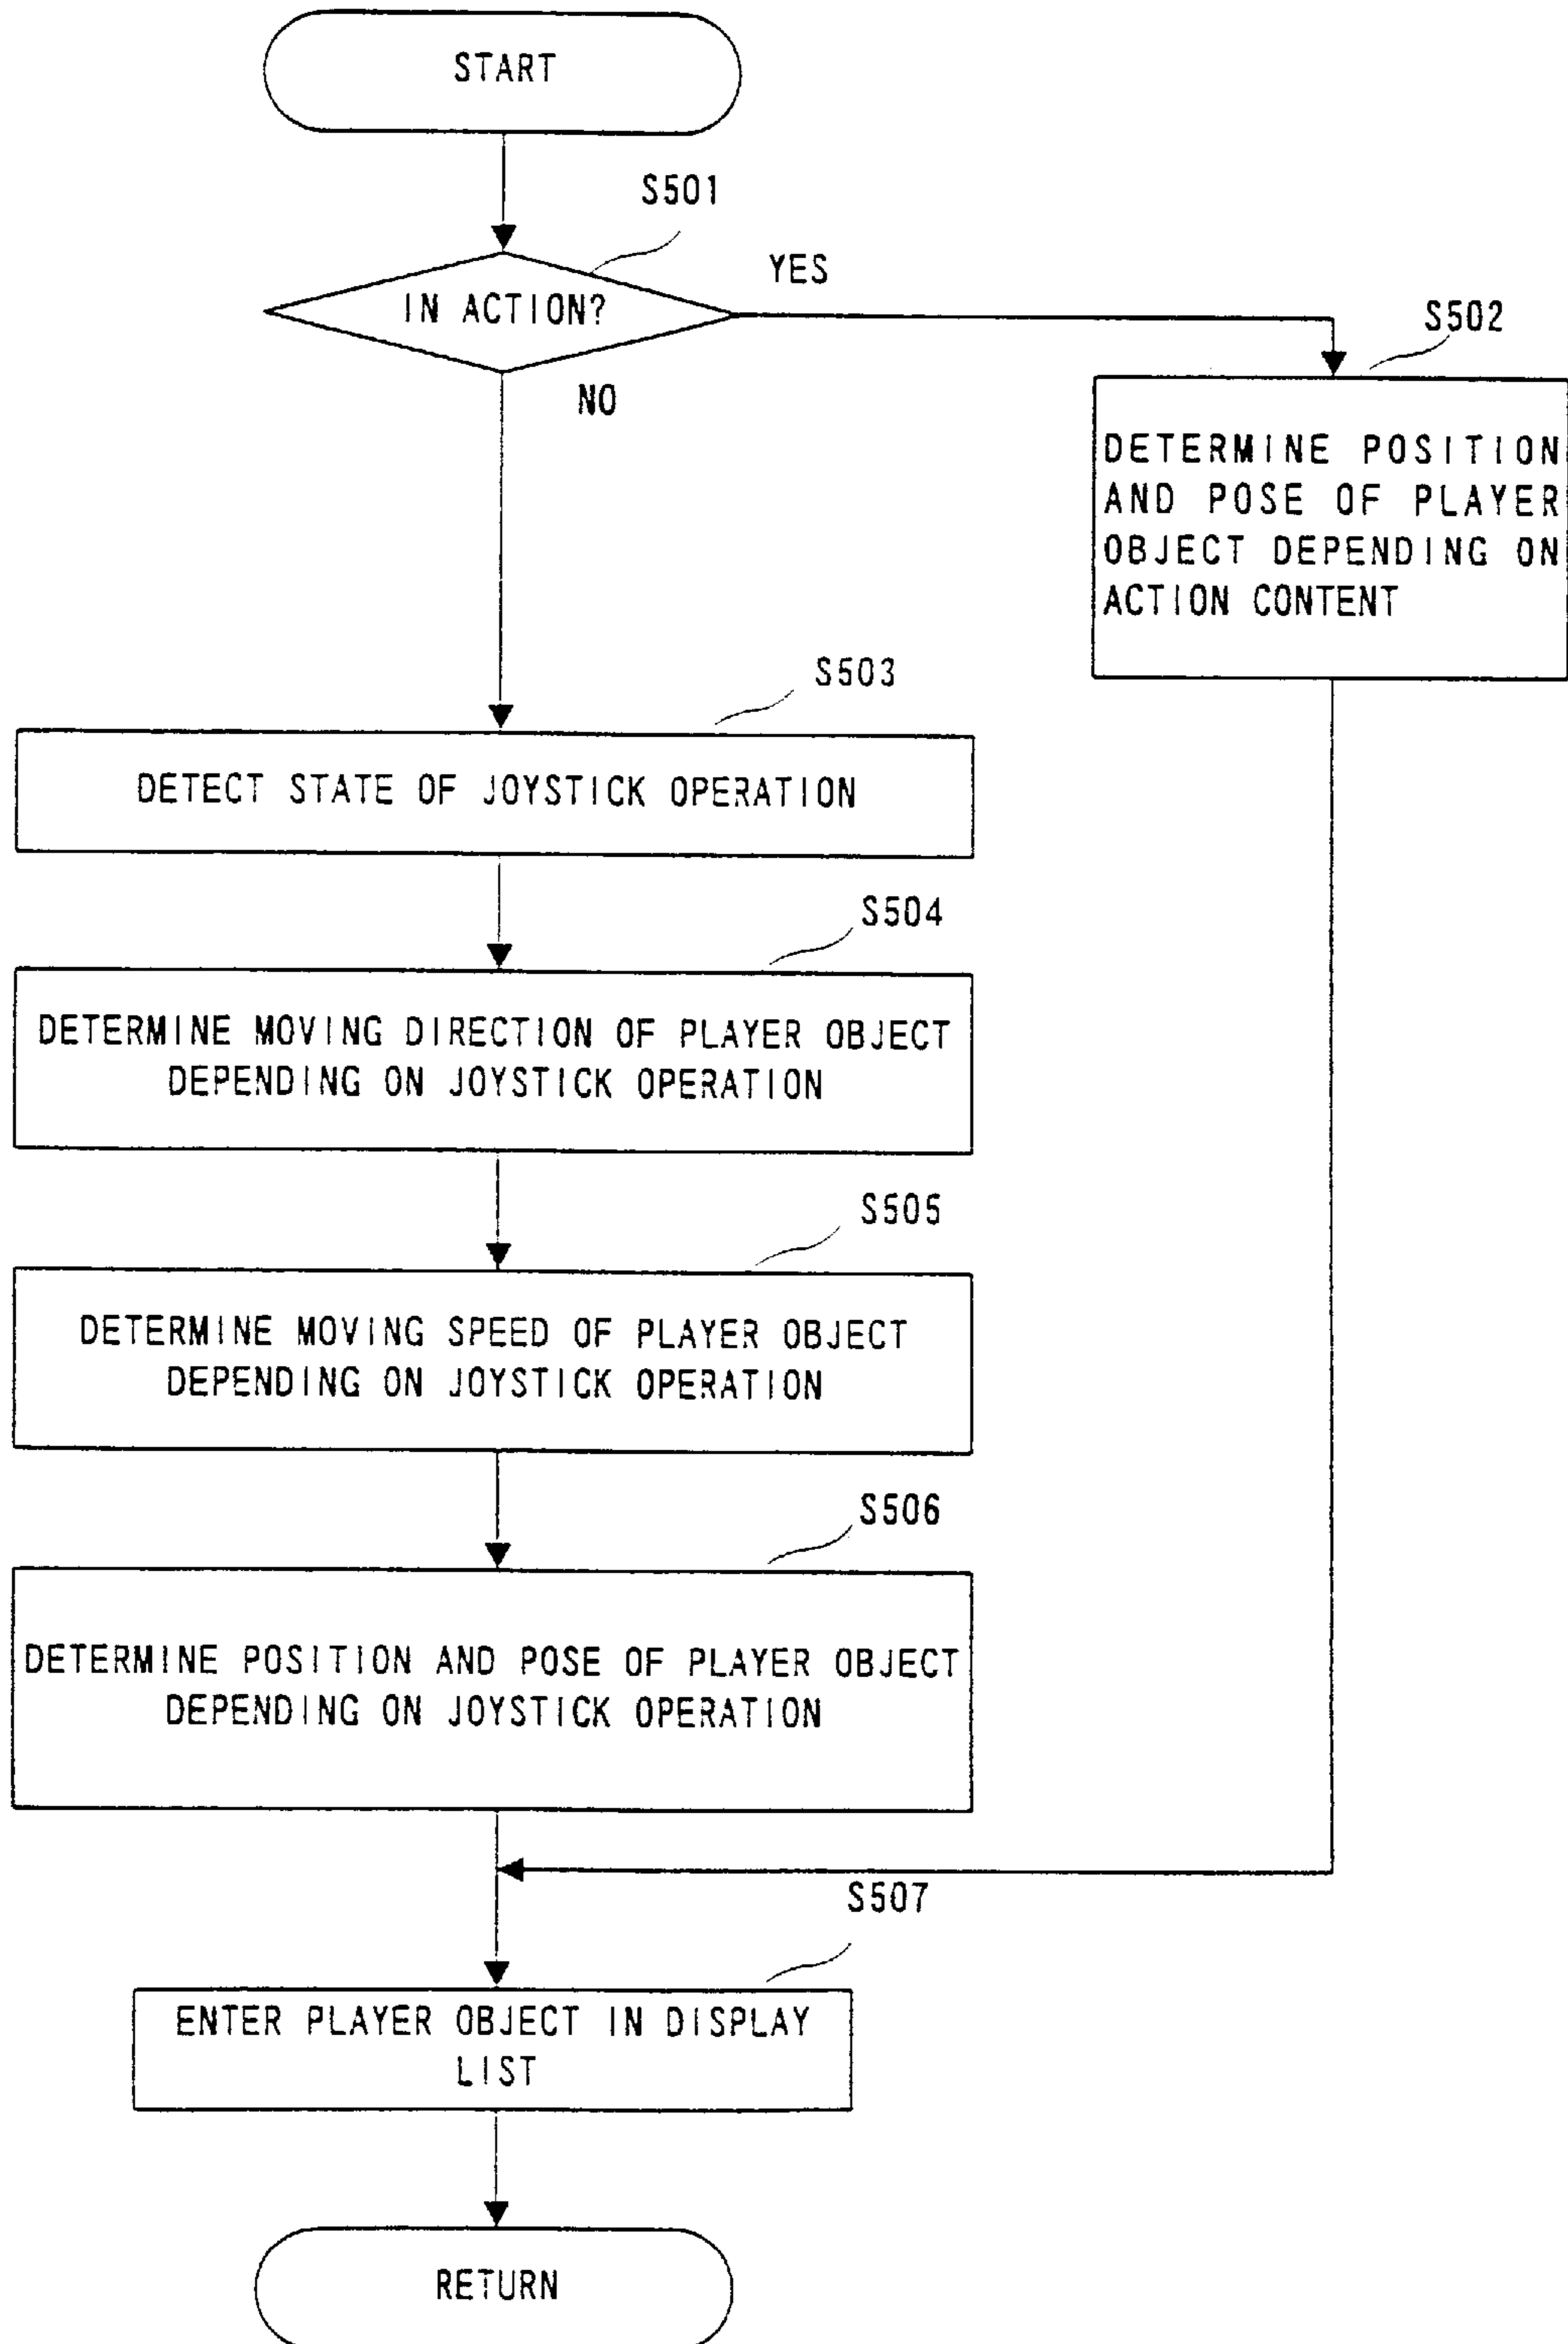 START
S501
IN ACTION?
YES
NO
S502
DETERMINE POSITION
AND POSE OF PLAYER
OBJECT DEPENDING ON
ACTION CONTENT
S503
DETECT STATE OF JOYSTICK OPERATION
S504
DETERMINE MOVING DIRECTION OF PLAYER OBJECT
DEPENDING ON JOYSTICK OPERATION
S505
DETERMINE MOVING SPEED OF PLAYER OBJECT
DEPENDING ON JOYSTICK OPERATION
S506
DETERMINE POSITION AND POSE OF PLAYER OBJECT
DEPENDING ON JOYSTICK OPERATION
S507
ENTER PLAYER OBJECT IN DISPLAY
LIST
RETURN